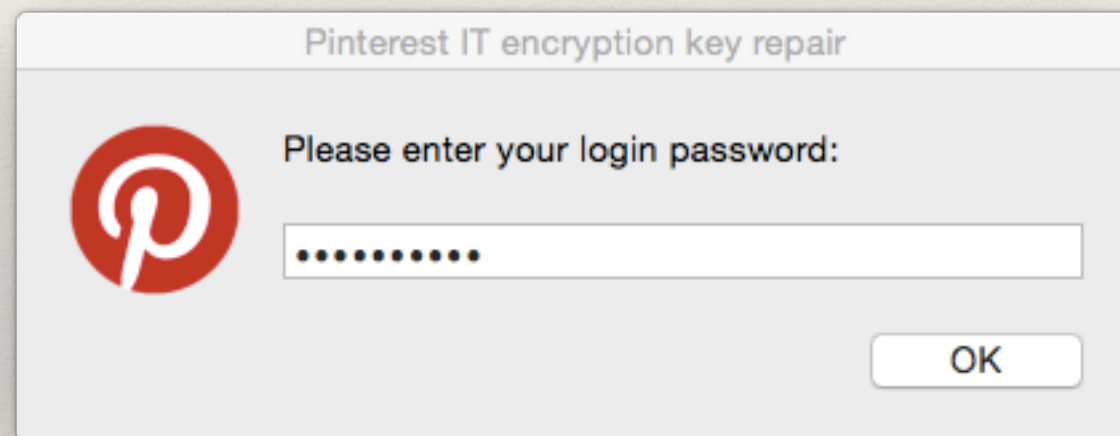 Pinterest IT encryption key repair
Please enter your login password:
••••••••••
OK